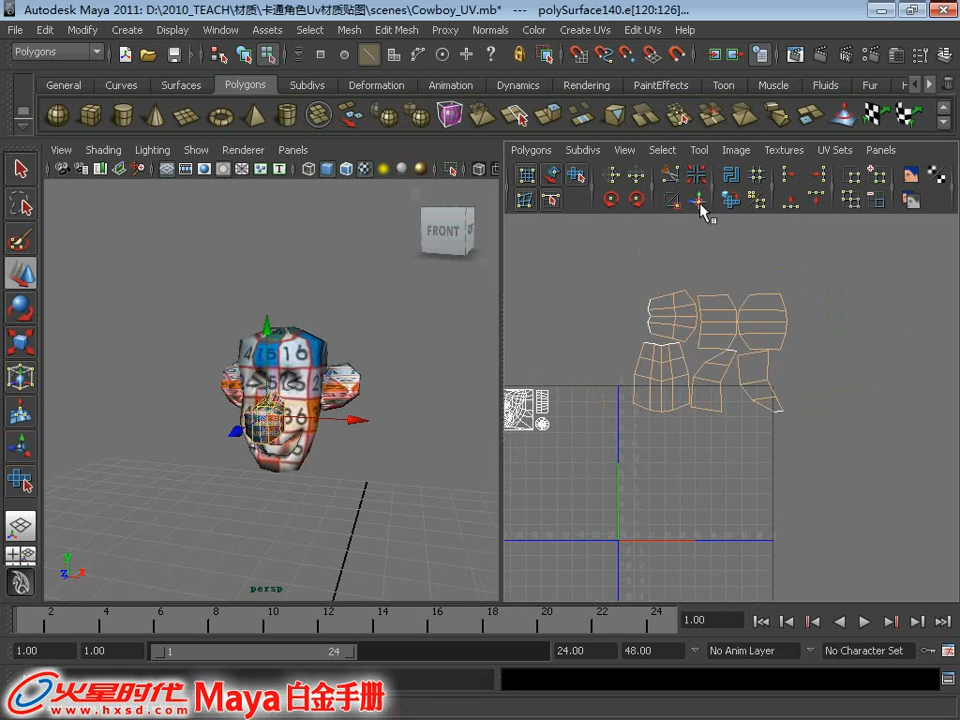 Autodesk Maya 2011: D:\2010_TEACH\材质\卡通角色Uv材质贴图\scenes\Cowboy_UV.mb* --- polySurface140.e[120:126]...
File Edit Modify Create Display Window Assets Select Mesh Edit Mesh Proxy Normals Color Create UVs Edit UVs Help
Polygons
General Curves Surfaces Polygons Subdivs Deformation Animation Dynamics Rendering PaintEffects Toon Muscle Fluids Fur
View Shading Lighting Show Renderer Panels
Polygons Subdivs View Select Tool Image Textures UV Sets Panels
FRONT
persp
2 4 6 8 10 12 14 16 18 20 22 24
1.00
1.00 1.00 1 24 24.00 48.00 No Anim Layer No Character Set
火星时代
www.hxsd.com
Maya白金手册